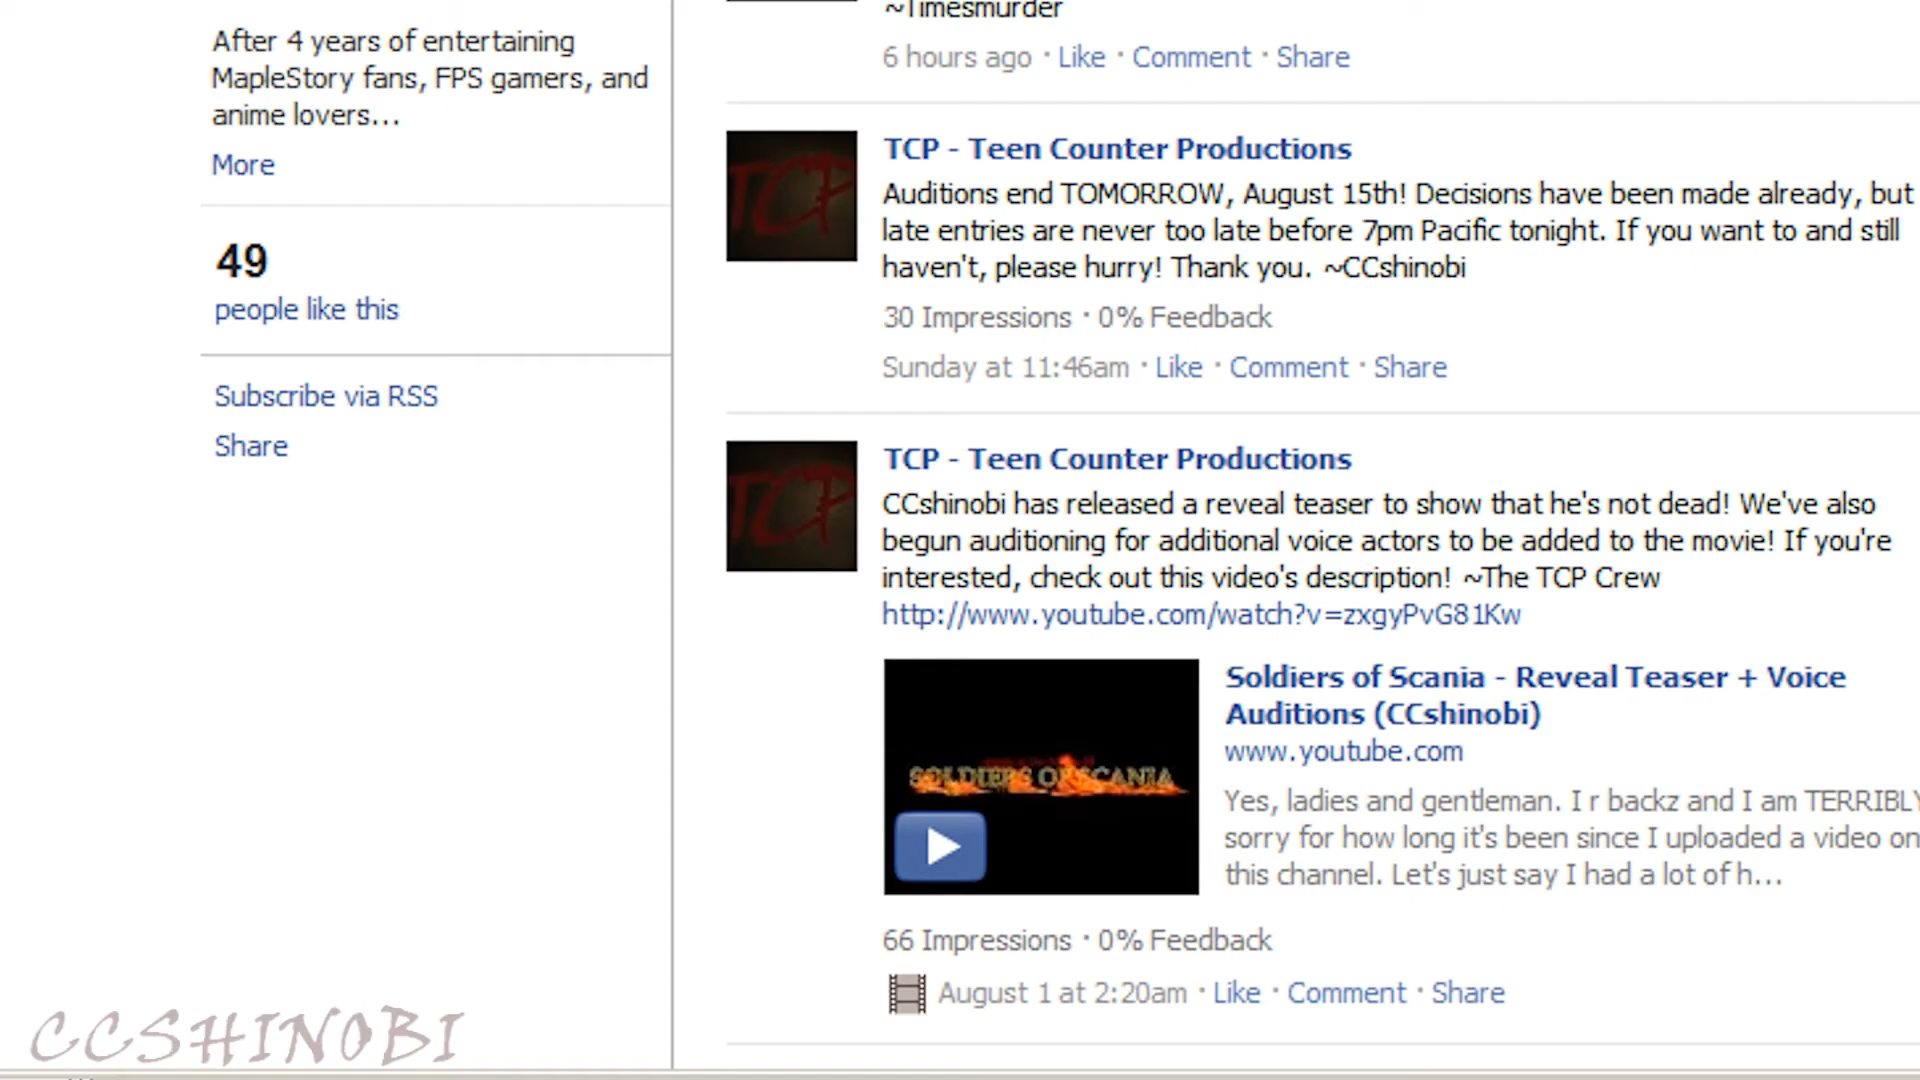 After 4 years of entertaining
MapleStory fans, FPS gamers, and
anime lovers...
More
49
people like this
Subscribe via RSS
Share
~Timesmurder
6 hours ago · Like · Comment · Share
TCP
TCP - Teen Counter Productions
Auditions end TOMORROW, August 15th! Decisions have been made already, but
late entries are never too late before 7pm Pacific tonight. If you want to and still
haven't, please hurry! Thank you. ~CCshinobi
30 Impressions · 0% Feedback
Sunday at 11:46am · Like · Comment · Share
TCP
TCP - Teen Counter Productions
CCshinobi has released a reveal teaser to show that he's not dead! We've also
begun auditioning for additional voice actors to be added to the movie! If you're
interested, check out this video's description! ~The TCP Crew
http://www.youtube.com/watch?v=zxgyPvG81Kw
SOLDIERS OF SCANIA
Soldiers of Scania - Reveal Teaser + Voice
Auditions (CCshinobi)
www.youtube.com
Yes, ladies and gentleman. I r backz and I am TERRIBLY
sorry for how long it's been since I uploaded a video on
this channel. Let's just say I had a lot of h...
66 Impressions · 0% Feedback
August 1 at 2:20am · Like · Comment · Share
CCSHINOBI